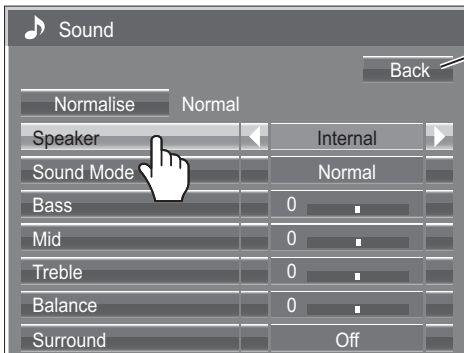 Sound
Back
Normalise Normal
Speaker Internal
Sound Mode Normal
Bass 0
Mid 0
Treble 0
Balance 0
Surround Off